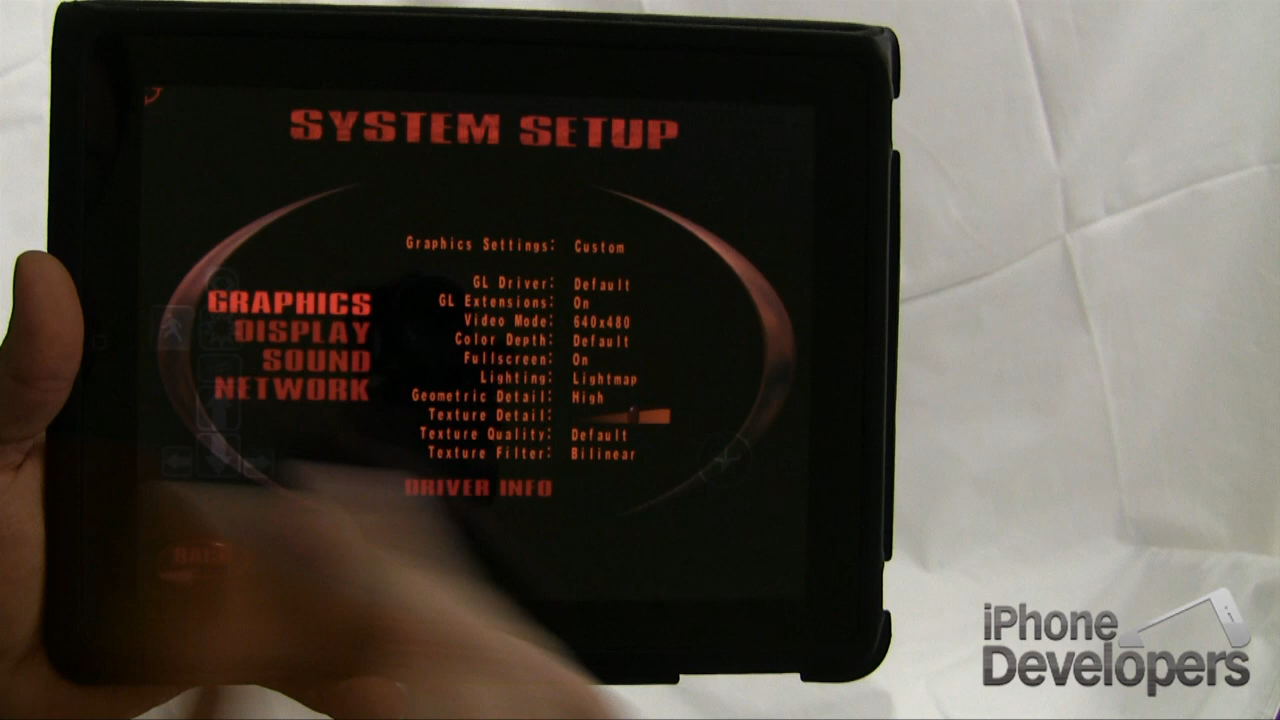 SYSTEM SETUP
Graphics Settings: Custom
GL Driver: Default
GL Extensions: On
Video Mode: 640x480
Color Depth: Default
Fullscreen: On
Lighting: Lightmap
Geometric Detail: High
Texture Detail:
Texture Quality: Default
Texture Filter: Bilinear
GRAPHICS
DISPLAY
SOUND
NETWORK
DRIVER INFO
BACK
iPhone
Developers